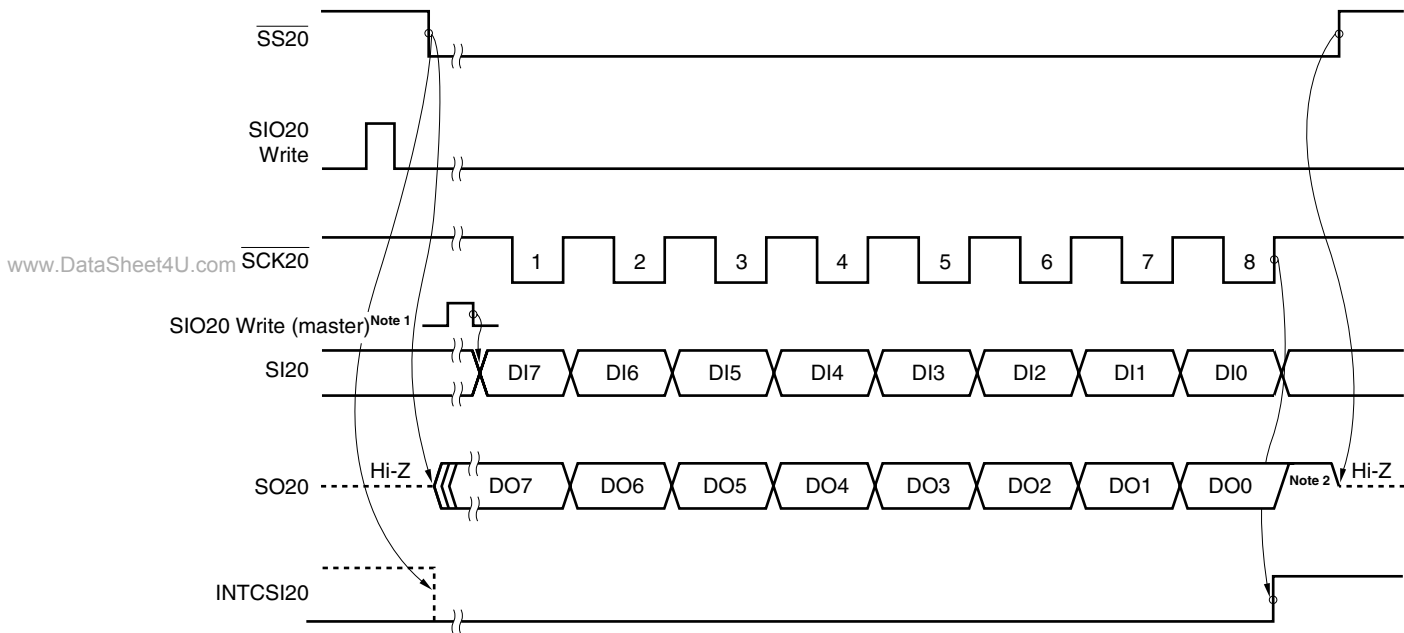 SS20
SIO20
Write
www.DataSheet4U.com
SCK20
1 2 3 4 5 6 7 8
SIO20 Write (master)Note 1
SI20
DI7 DI6 DI5 DI4 DI3 DI2 DI1 DI0
SO20
Hi-Z
DO7 DO6 DO5 DO4 DO3 DO2 DO1 DO0
Note 2
Hi-Z
INTCSI20